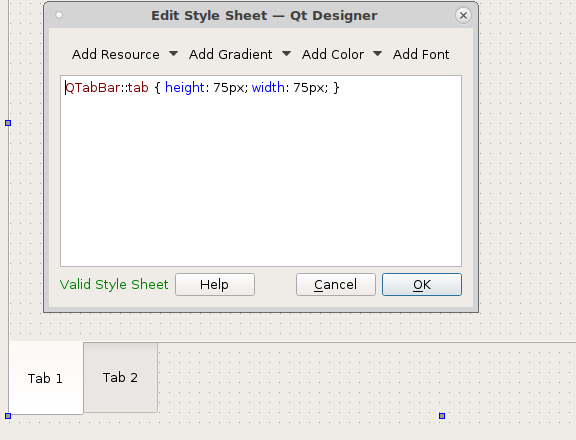 Edit Style Sheet — Qt Designer
Add Resource Add Gradient Add Color Add Font
QTabBar::tab { height: 75px; width: 75px; }
Valid Style Sheet Help Cancel OK
Tab 1 Tab 2